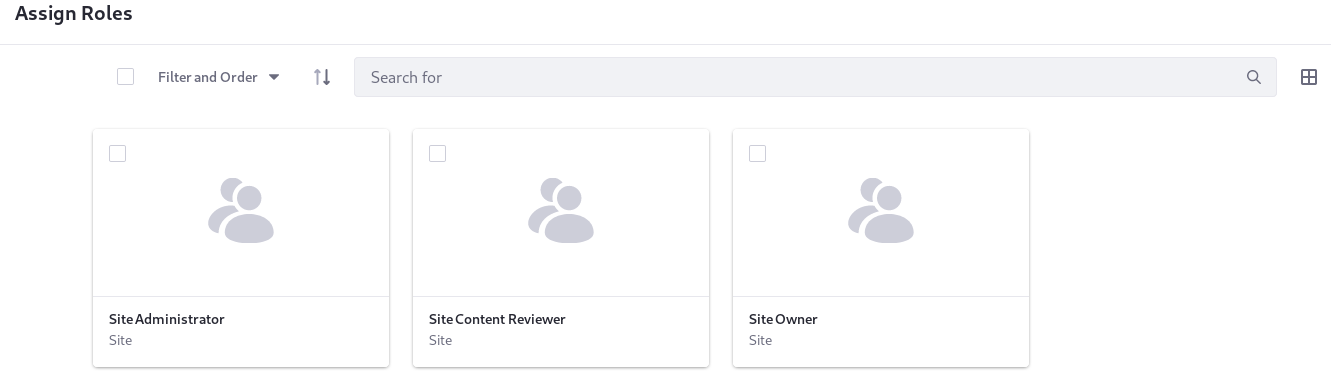 Assign Roles
Filter and Order
Search for
Site Administrator
Site
Site Content Reviewer
Site
Site Owner
Site